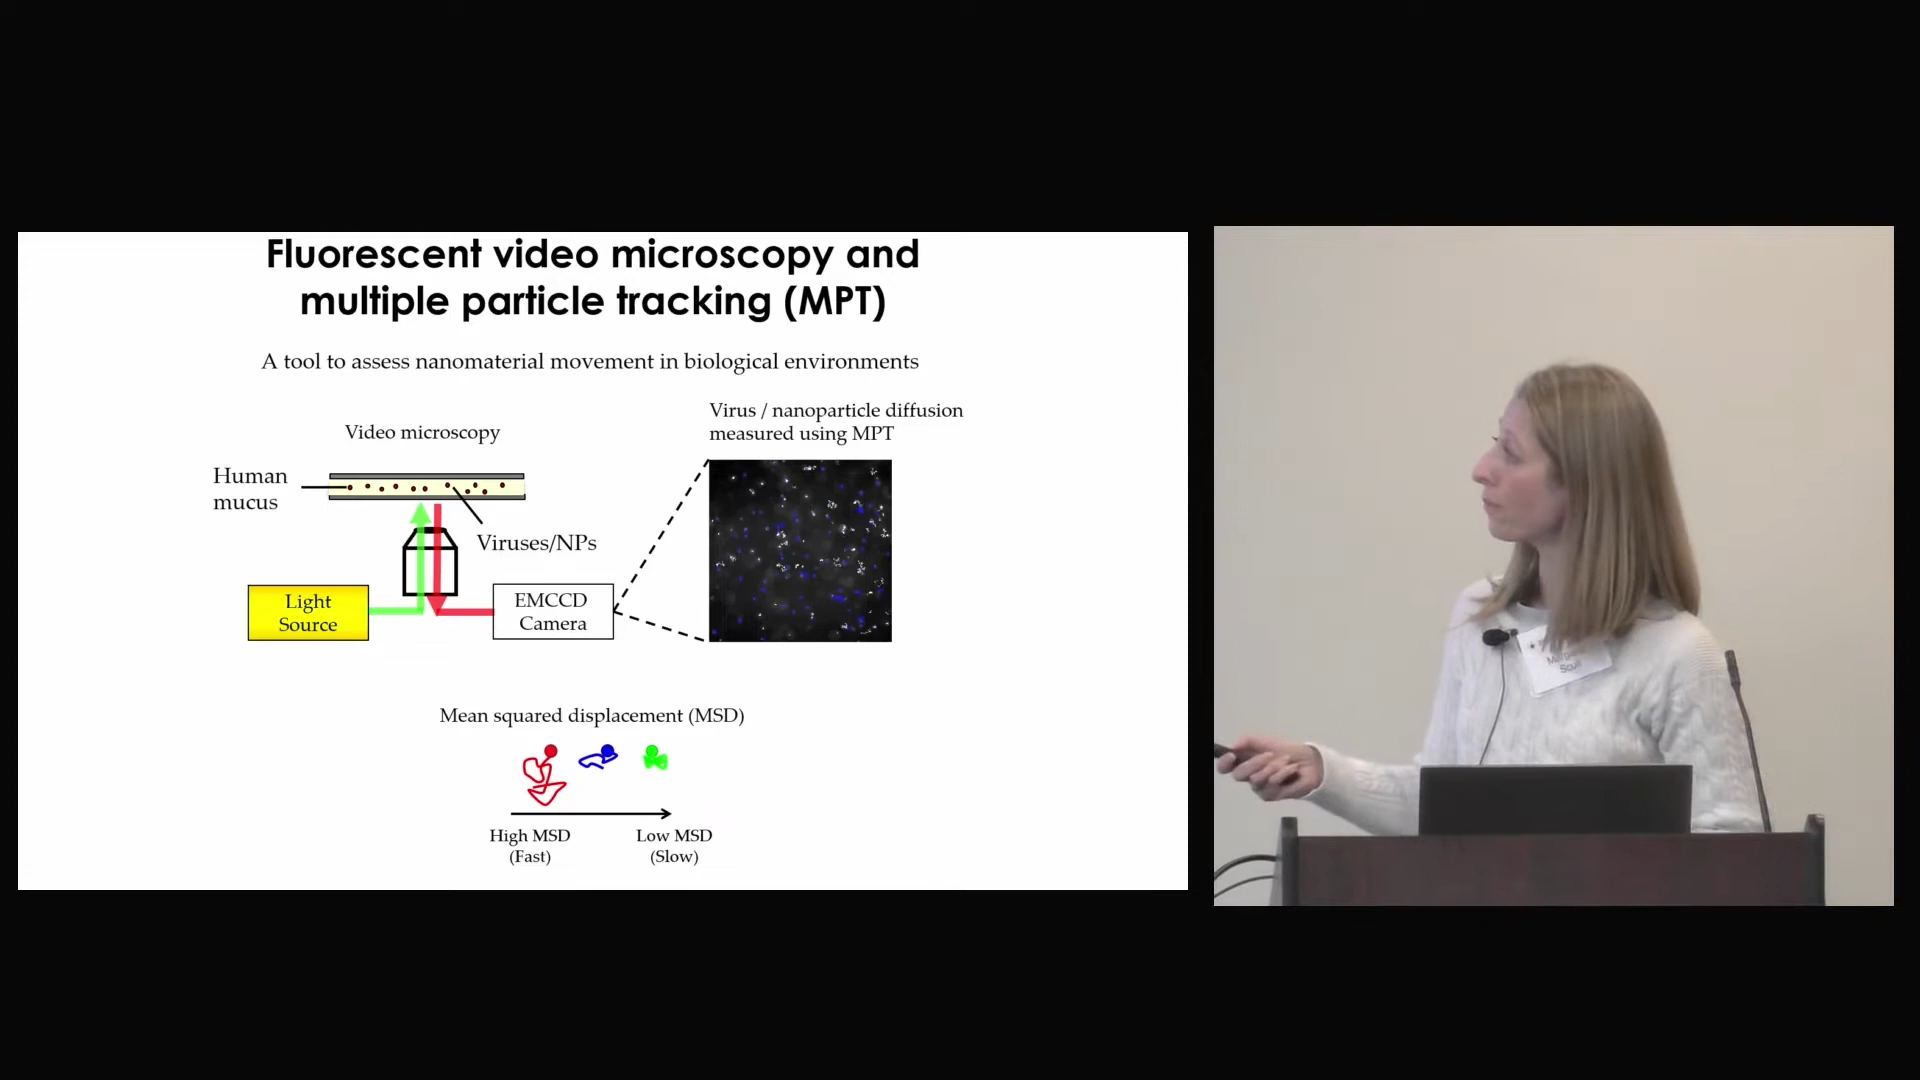 Fluorescent video microscopy and
multiple particle tracking (MPT)
A tool to assess nanomaterial movement in biological environments
Virus / nanoparticle diffusion
measured using MPT
Video microscopy
Human
mucus
Viruses/NPs
Light
Source
EMCCD
Camera
Mean squared displacement (MSD)
High MSD
(Fast)
Low MSD
(Slow)